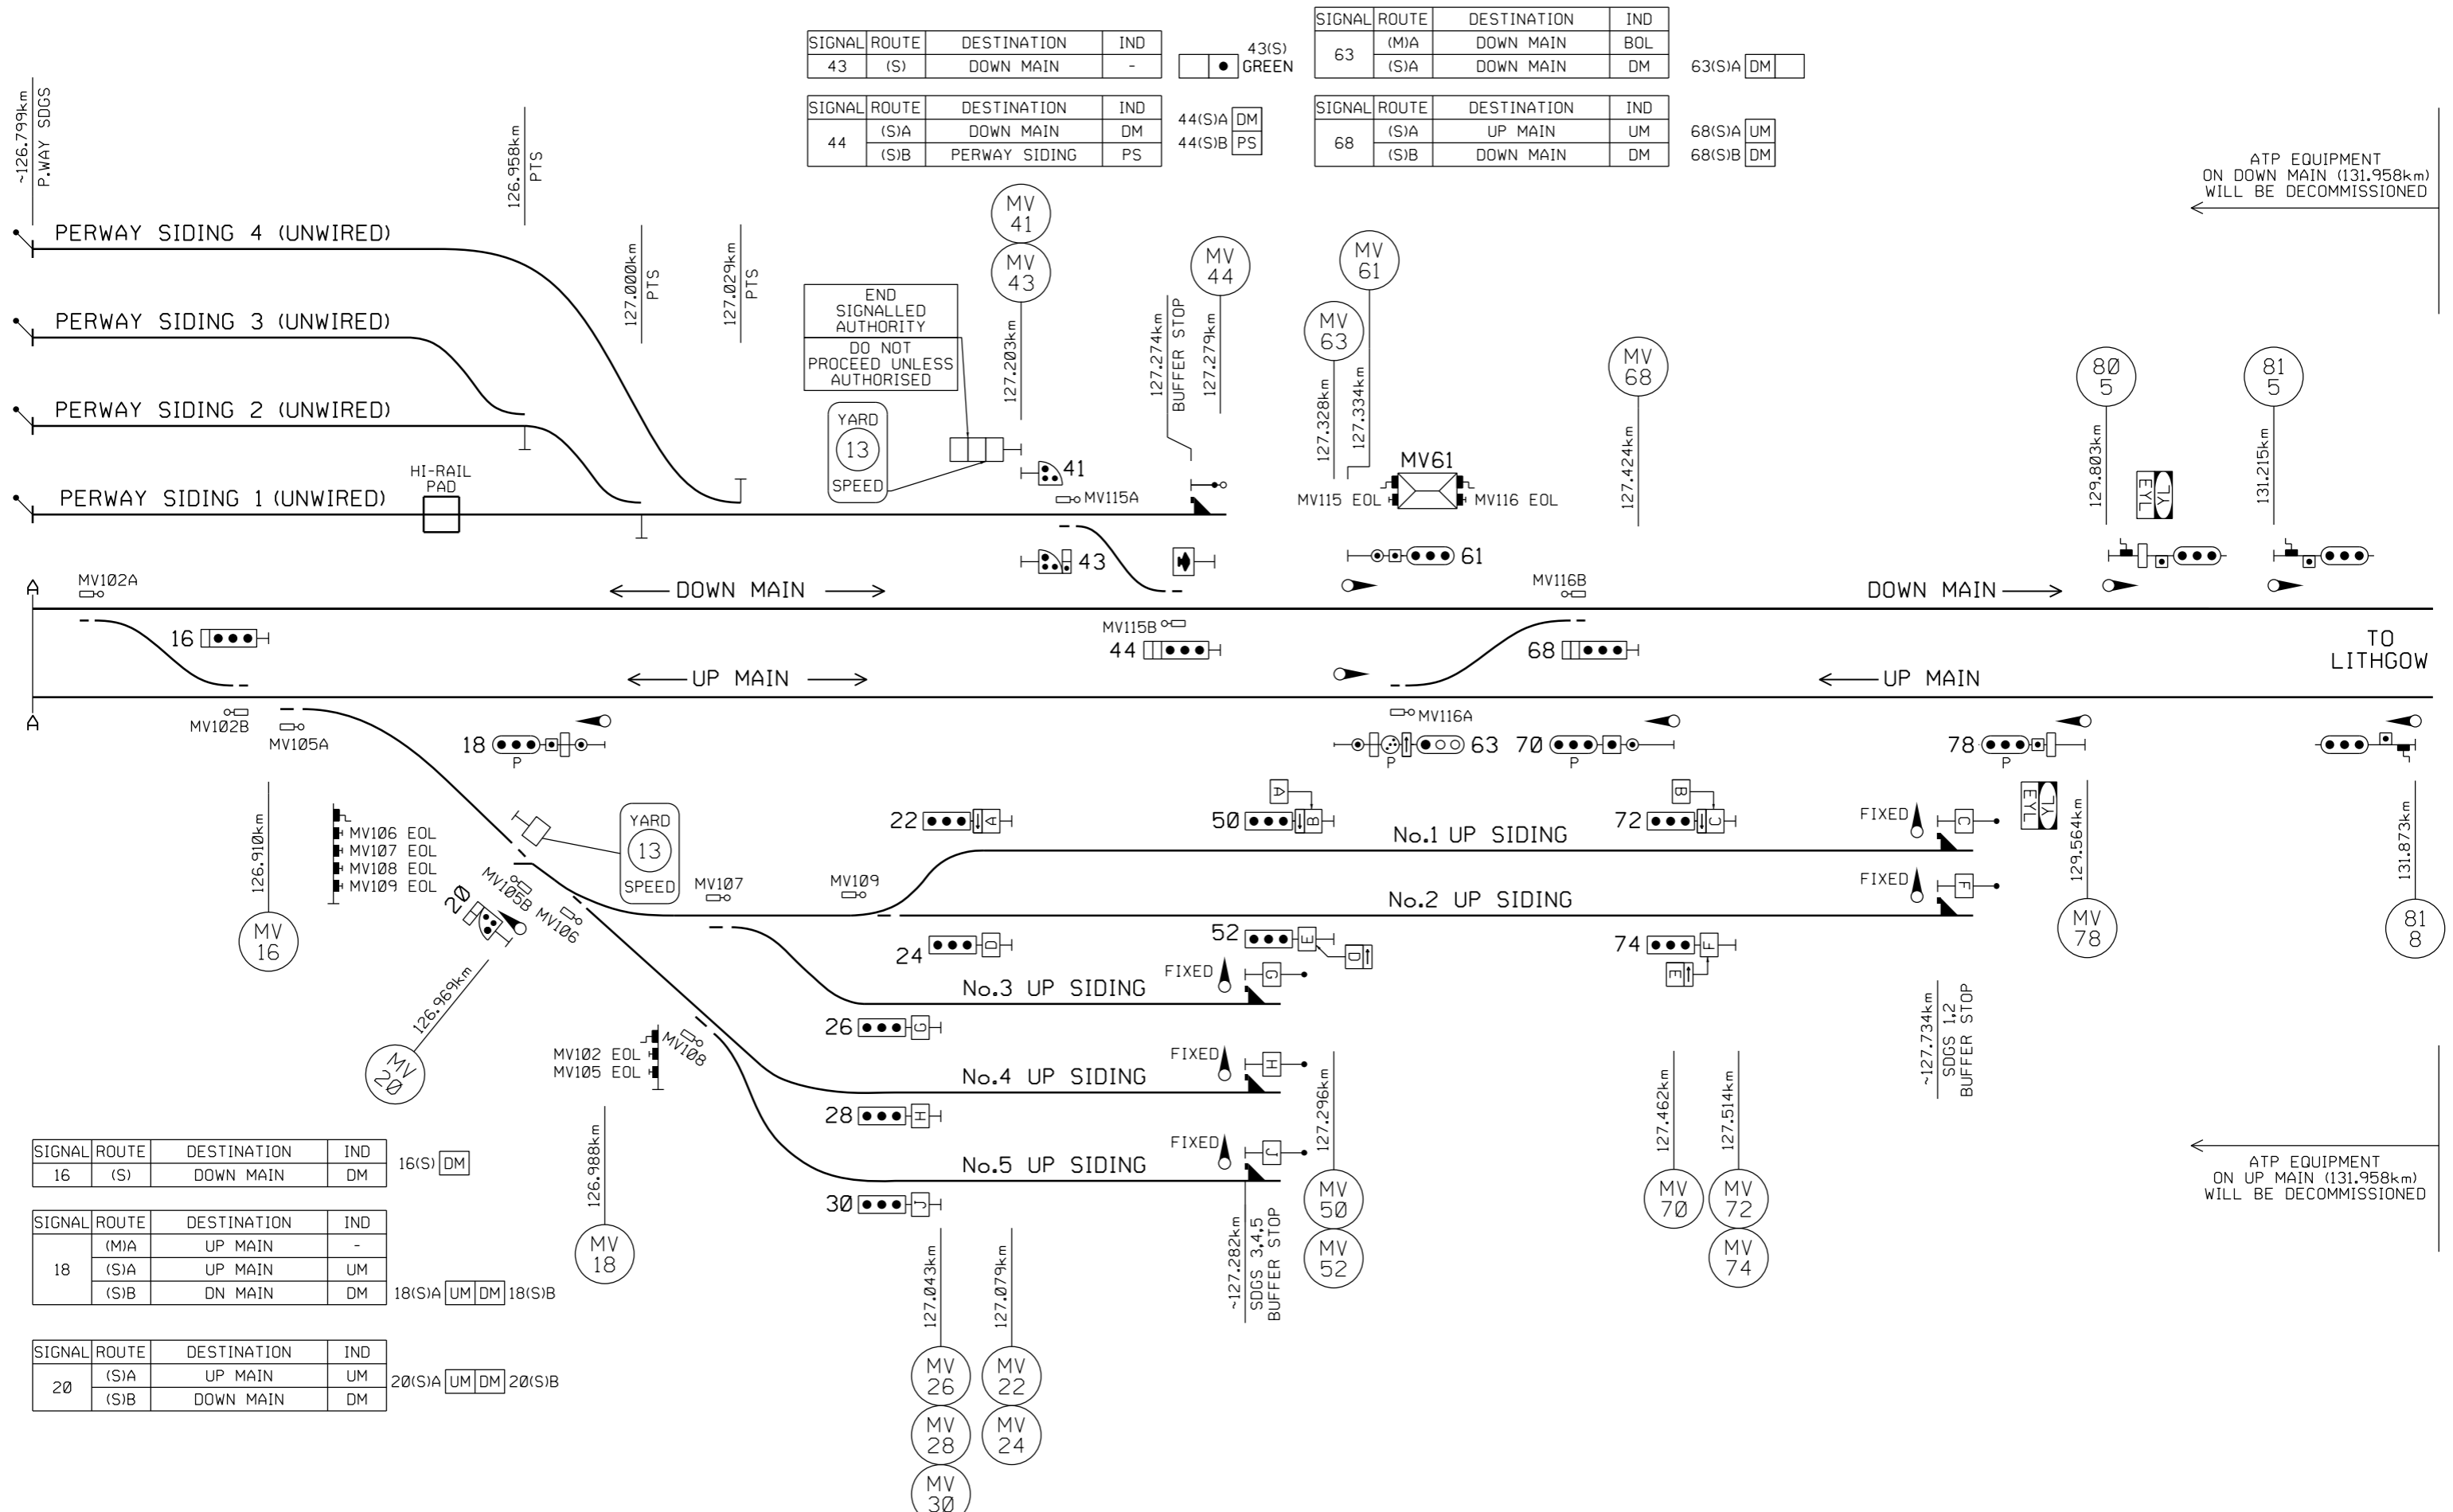 SIGNAL ROUTE DESTINATION IND
43 (S) DOWN MAIN -
43(S)
GREEN
SIGNAL ROUTE DESTINATION IND
44
(S)A DOWN MAIN DM
(S)B PERWAY SIDING PS
44(S)A DM
44(S)B PS
SIGNAL ROUTE DESTINATION IND
63
(M)A DOWN MAIN BOL
(S)A DOWN MAIN DM
63(S)A DM
SIGNAL ROUTE DESTINATION IND
68
(S)A UP MAIN UM
(S)B DOWN MAIN DM
68(S)A UM
68(S)B DM
ATP EQUIPMENT
ON DOWN MAIN (131.958km)
WILL BE DECOMMISSIONED
~126.799km
P.WAY SDGS
126.958km
PTS
127.000km
PTS
127.029km
PTS
PERWAY SIDING 4 (UNWIRED)
PERWAY SIDING 3 (UNWIRED)
PERWAY SIDING 2 (UNWIRED)
PERWAY SIDING 1 (UNWIRED)
HI-RAIL
PAD
END
SIGNALLED
AUTHORITY
DO NOT
PROCEED UNLESS
AUTHORISED
YARD
13
SPEED
MV
41
MV
43
127.203km
41
MV115A
43
127.274km
BUFFER STOP
MV
44
127.279km
MV
63
127.328km
MV
61
127.334km
MV61
MV115 EOL
MV116 EOL
61
MV
68
127.424km
80
5
129.803km
YL
EYL
81
5
131.215km
MV102A
A
DOWN MAIN
MV116B
DOWN MAIN
16
MV115B
44
68
TO
LITHGOW
UP MAIN
UP MAIN
A
MV102B
MV105A
18
P
MV116A
63
P
70
P
78
P
126.910km
MV
16
MV106 EOL
MV107 EOL
MV108 EOL
MV109 EOL
YARD
13
SPEED
20
MV105B
MV106
126.969km
MV
20
MV107
MV109
22
A
50
B
A
72
C
B
FIXED
C
No.1 UP SIDING
FIXED
F
No.2 UP SIDING
24
D
52
E
D
74
F
E
YL
EYL
129.564km
MV
78
131.873km
81
8
FIXED
G
No.3 UP SIDING
26
G
MV108
MV102 EOL
MV105 EOL
FIXED
H
No.4 UP SIDING
28
H
FIXED
J
No.5 UP SIDING
30
J
126.988km
MV
18
127.043km
MV
26
MV
28
MV
30
127.079km
MV
22
MV
24
~127.282km
SDGS 3,4,5
BUFFER STOP
127.296km
MV
50
MV
52
127.462km
MV
70
127.514km
MV
72
MV
74
~127.734km
SDGS 1,2
BUFFER STOP
ATP EQUIPMENT
ON UP MAIN (131.958km)
WILL BE DECOMMISSIONED
SIGNAL ROUTE DESTINATION IND
16 (S) DOWN MAIN DM
16(S) DM
SIGNAL ROUTE DESTINATION IND
18
(M)A UP MAIN -
(S)A UP MAIN UM
(S)B DN MAIN DM
18(S)A UM DM 18(S)B
SIGNAL ROUTE DESTINATION IND
20
(S)A UP MAIN UM
(S)B DOWN MAIN DM
20(S)A UM DM 20(S)B